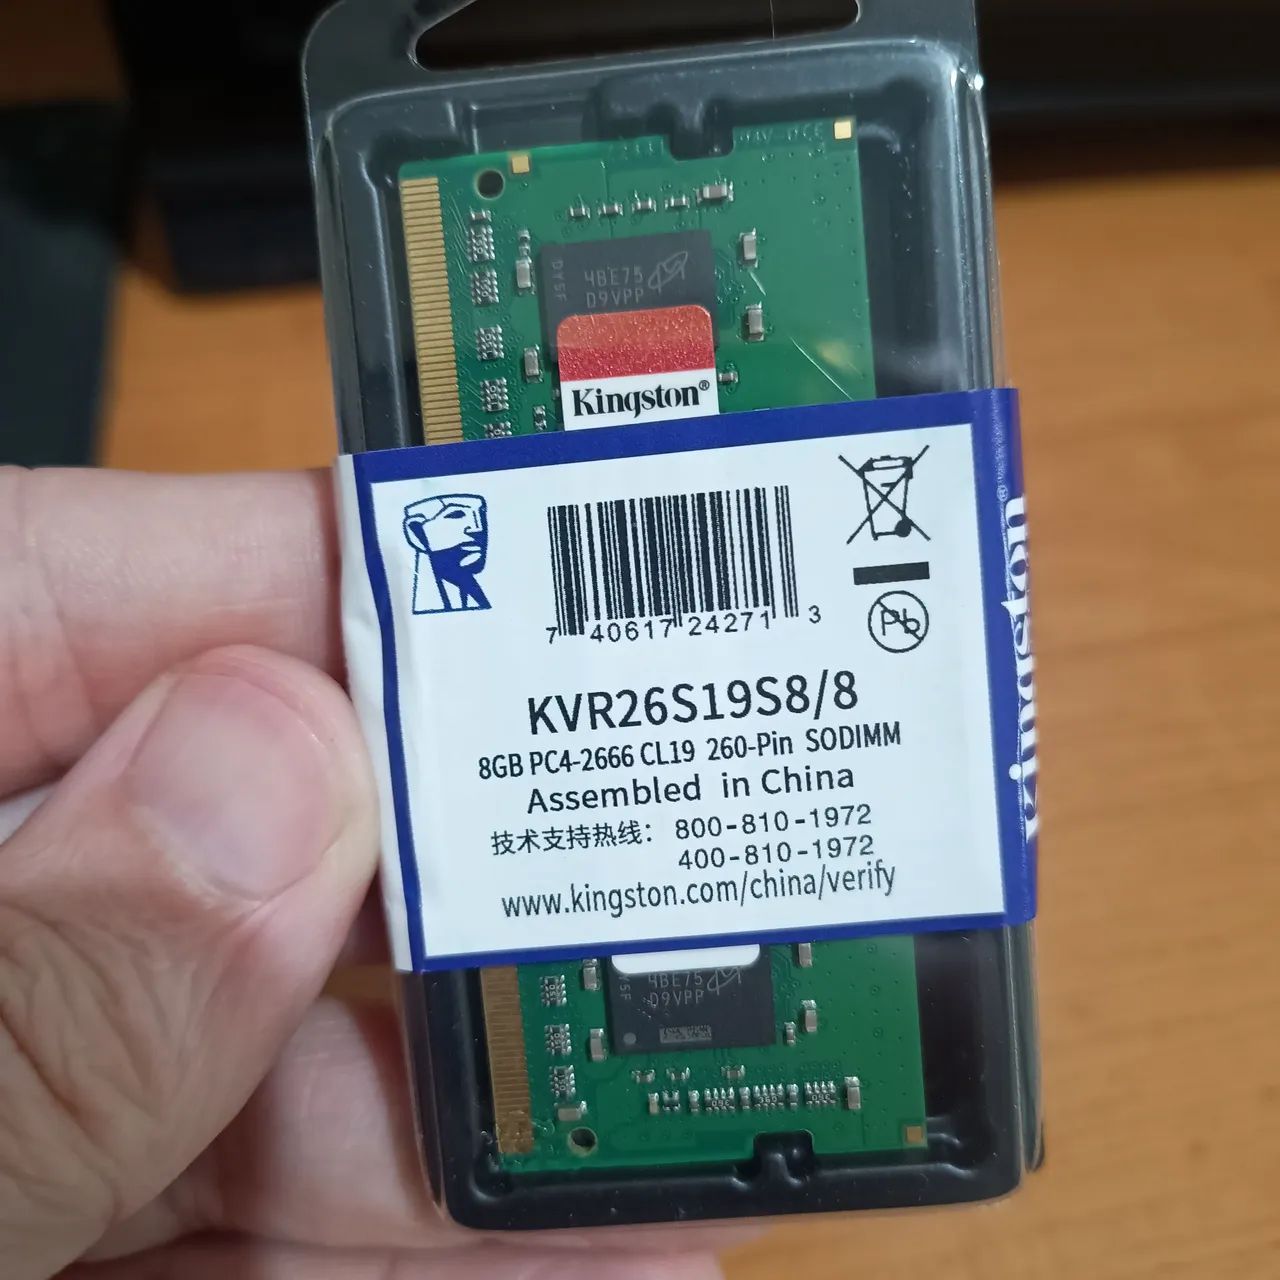 4BE75
D9VPP
Kingston®
7 40617 24271 3
Pb
KVR26S19S8/8
8GB PC4-2666 CL19 260-Pin SODIMM
Assembled in China
技术支持热线： 800-810-1972
400-810-1972
www.kingston.com/china/verify
Kingston®
4BE75
D9VPP